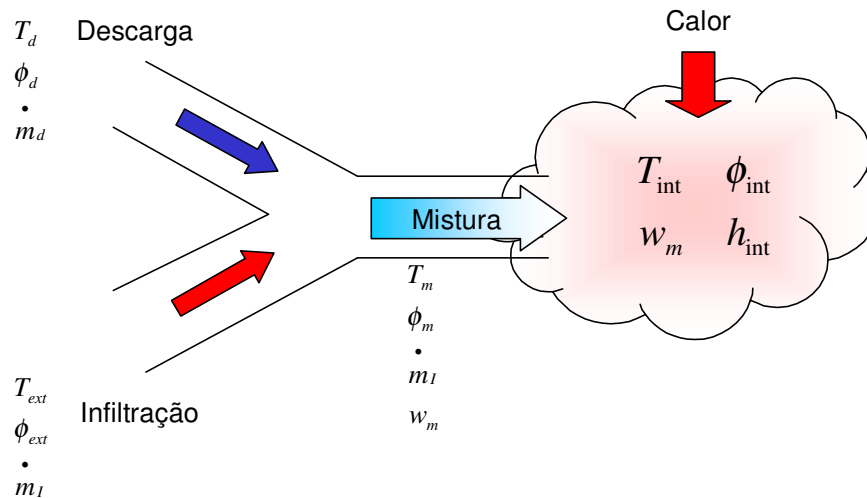 T_d Descarga
ϕ_d
ṁ_d
Calor
T_int ϕ_int
w_m h_int
Mistura
T_m
ϕ_m
ṁ_I
w_m
T_ext Infiltração
ϕ_ext
ṁ_I